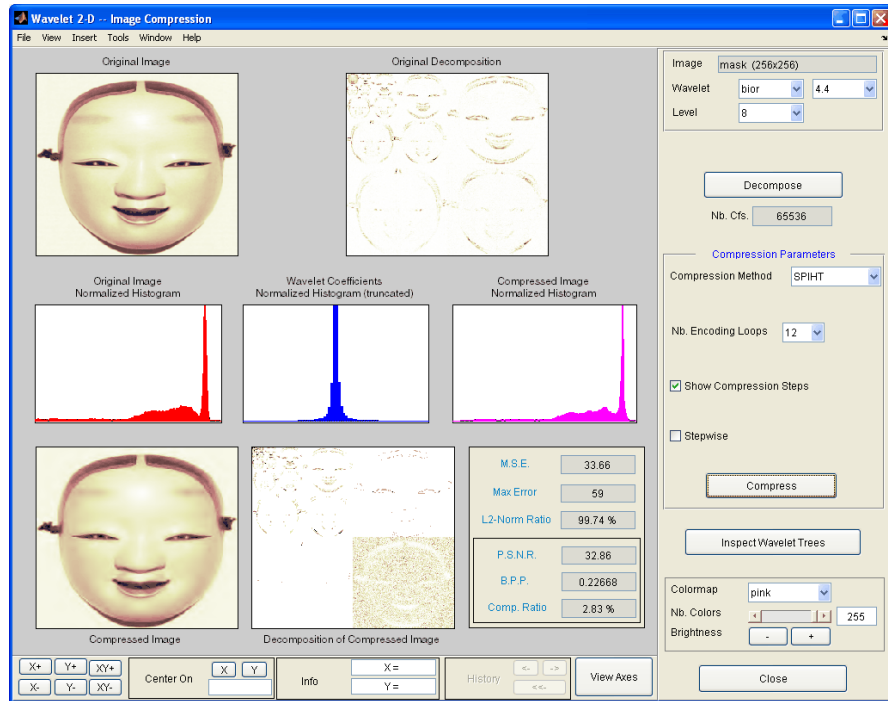 Wavelet 2-D -- Image Compression
File View Insert Tools Window Help
Original Image
Original Decomposition
Original Image
Normalized Histogram
Wavelet Coefficients
Normalized Histogram (truncated)
Compressed Image
Normalized Histogram
M.S.E. 33.66
Max Error 59
L2-Norm Ratio 99.74 %
P.S.N.R. 32.86
B.P.P. 0.22668
Comp. Ratio 2.83 %
Compressed Image
Decomposition of Compressed Image
Image mask (256x256)
Wavelet bior 4.4
Level 8
Decompose
Nb. Cfs. 65536
Compression Parameters
Compression Method SPIHT
Nb. Encoding Loops 12
Show Compression Steps
Stepwise
Compress
Inspect Wavelet Trees
Colormap pink
Nb. Colors 255
Brightness - +
Close
X+ Y+ XY+
X- Y- XY-
Center On X Y
Info X =
Y =
History <- ->
<<-
View Axes